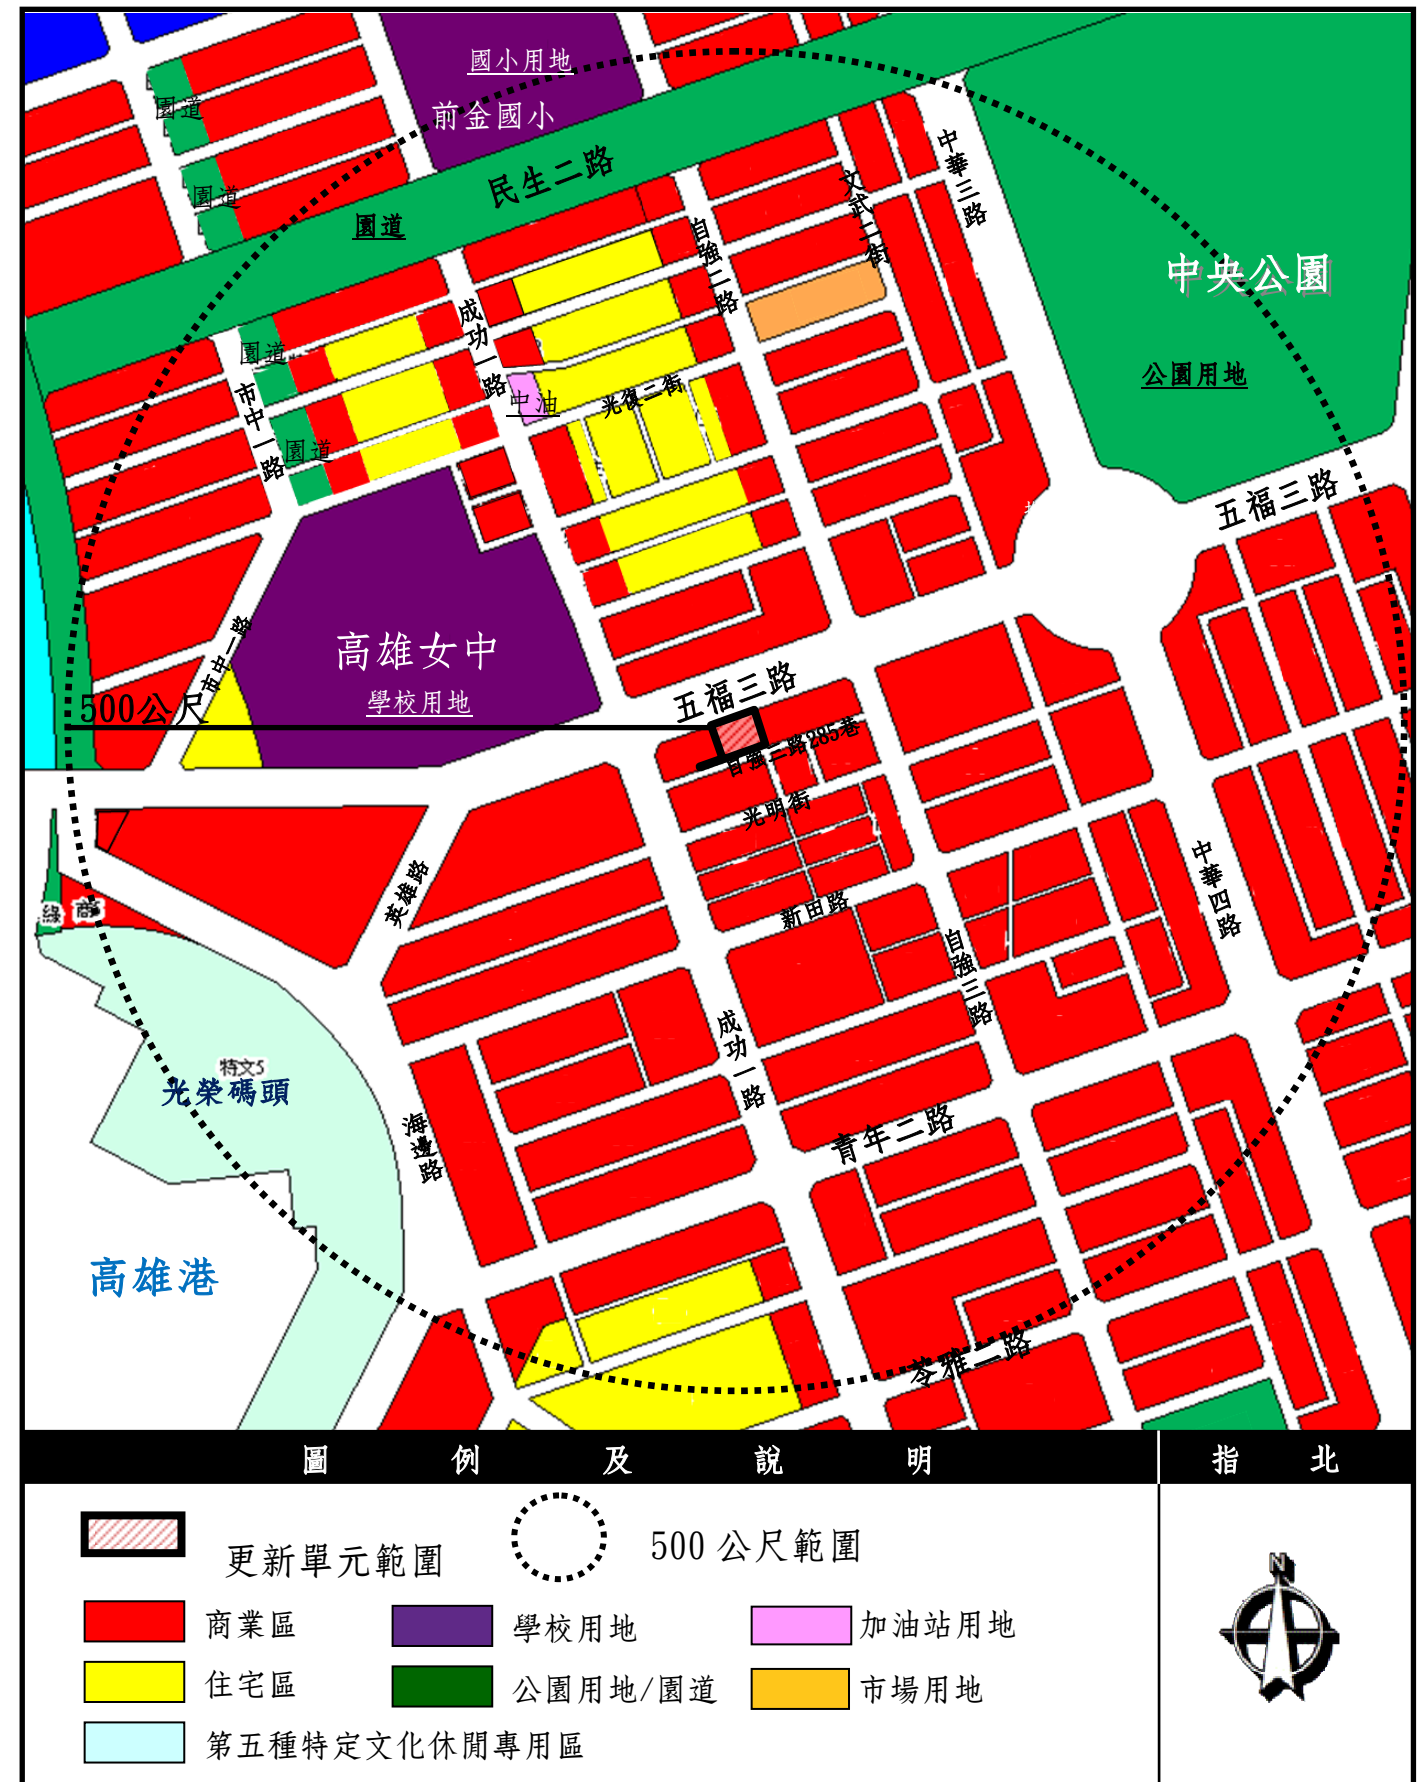 國小用地
前金國小
園道
園道
民生二路
園道
中華三路
文武二街
自強二路
中央公園
公園用地
成功一路
園道
市中一路
中油
光復二街
園道
五福三路
高雄女中
學校用地
市中一路
500公尺
五福三路
自強三路285巷
光明街
英雄路
中華四路
新田路
綠
商
自強三路
成功一路
特文5
光榮碼頭
海邊路
青年二路
高雄港
苓雅二路
圖例及說明
指北
更新單元範圍
500公尺範圍
商業區
學校用地
加油站用地
住宅區
公園用地/園道
市場用地
第五種特定文化休閒專用區
N